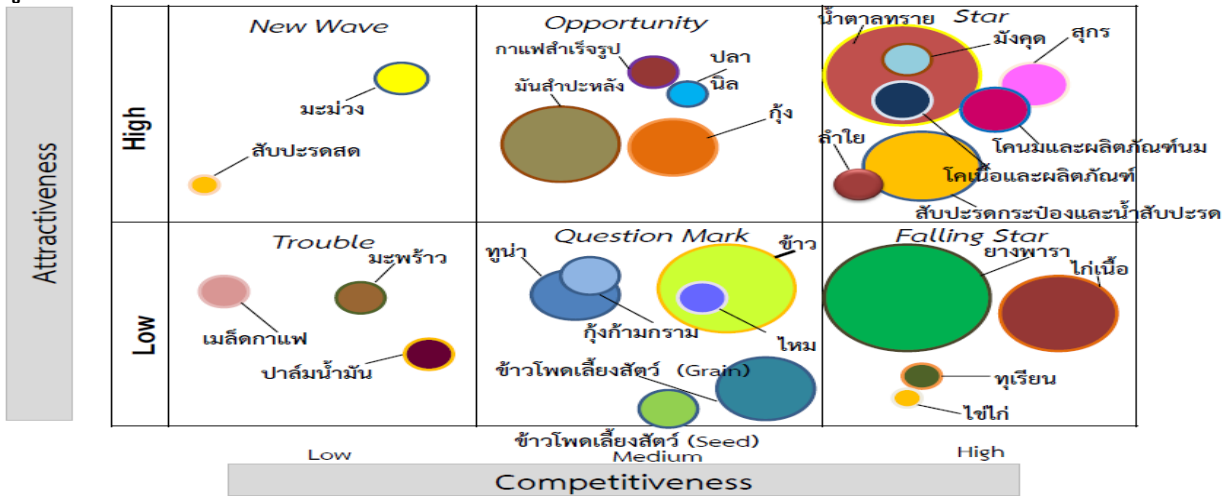 New Wave
Opportunity
Star
น้ำตาลทราย
มังคุด
สุกร
กาแฟสำเร็จรูป
ปลา
นิล
มันสำปะหลัง
มะม่วง
กุ้ง
สับปะรดสด
ลำใย
โคนมและผลิตภัณฑ์นม
โคเนื้อและผลิตภัณฑ์
สับปะรดกระป๋องและน้ำสับปะรด
High
Attractiveness
Low
Trouble
Question Mark
Falling Star
มะพร้าว
ทูน่า
ข้าว
ยางพารา
ไก่เนื้อ
เมล็ดกาแฟ
กุ้งก้ามกราม
ไหม
ปาล์มน้ำมัน
ข้าวโพดเลี้ยงสัตว์ (Grain)
ทุเรียน
ไข่ไก่
ข้าวโพดเลี้ยงสัตว์ (Seed)
Low
Medium
High
Competitiveness